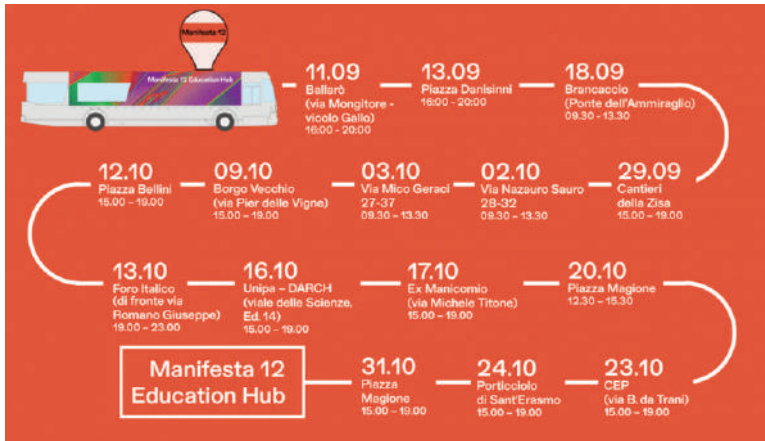 Manifesta 12
Manifesta 12 Education Hub
11.09
Ballarò
(via Mongitore -
vicolo Gallo)
16:00 - 20:00
13.09
Piazza Danisinni
16:00 - 20:00
18.09
Brancaccio
(Ponte dell'Ammiraglio)
09.30 - 13.30
29.09
Cantieri
della Zisa
15.00 – 19.00
02.10
Via Nazauro Sauro
28-32
09.30 – 13.30
03.10
Via Mico Geraci
27-37
09.30 – 13.30
09.10
Borgo Vecchio
(via Pier delle Vigne)
15.00 – 19.00
12.10
Piazza Bellini
15.00 – 19.00
13.10
Foro Italico
(di fronte via
Romano Giuseppe)
19.00 – 23.00
16.10
Unipa – DARCH
(viale delle Scienze,
Ed. 14)
15.00 – 19.00
17.10
Ex Manicomio
(via Michele Titone)
15.00 – 19.00
20.10
Piazza Magione
12.30 – 15.30
23.10
CEP
(via B. da Trani)
15.00 – 19.00
24.10
Porticciolo
di Sant'Erasmo
15.00 – 19.00
31.10
Piazza
Magione
15.00 – 19.00
Manifesta 12
Education Hub